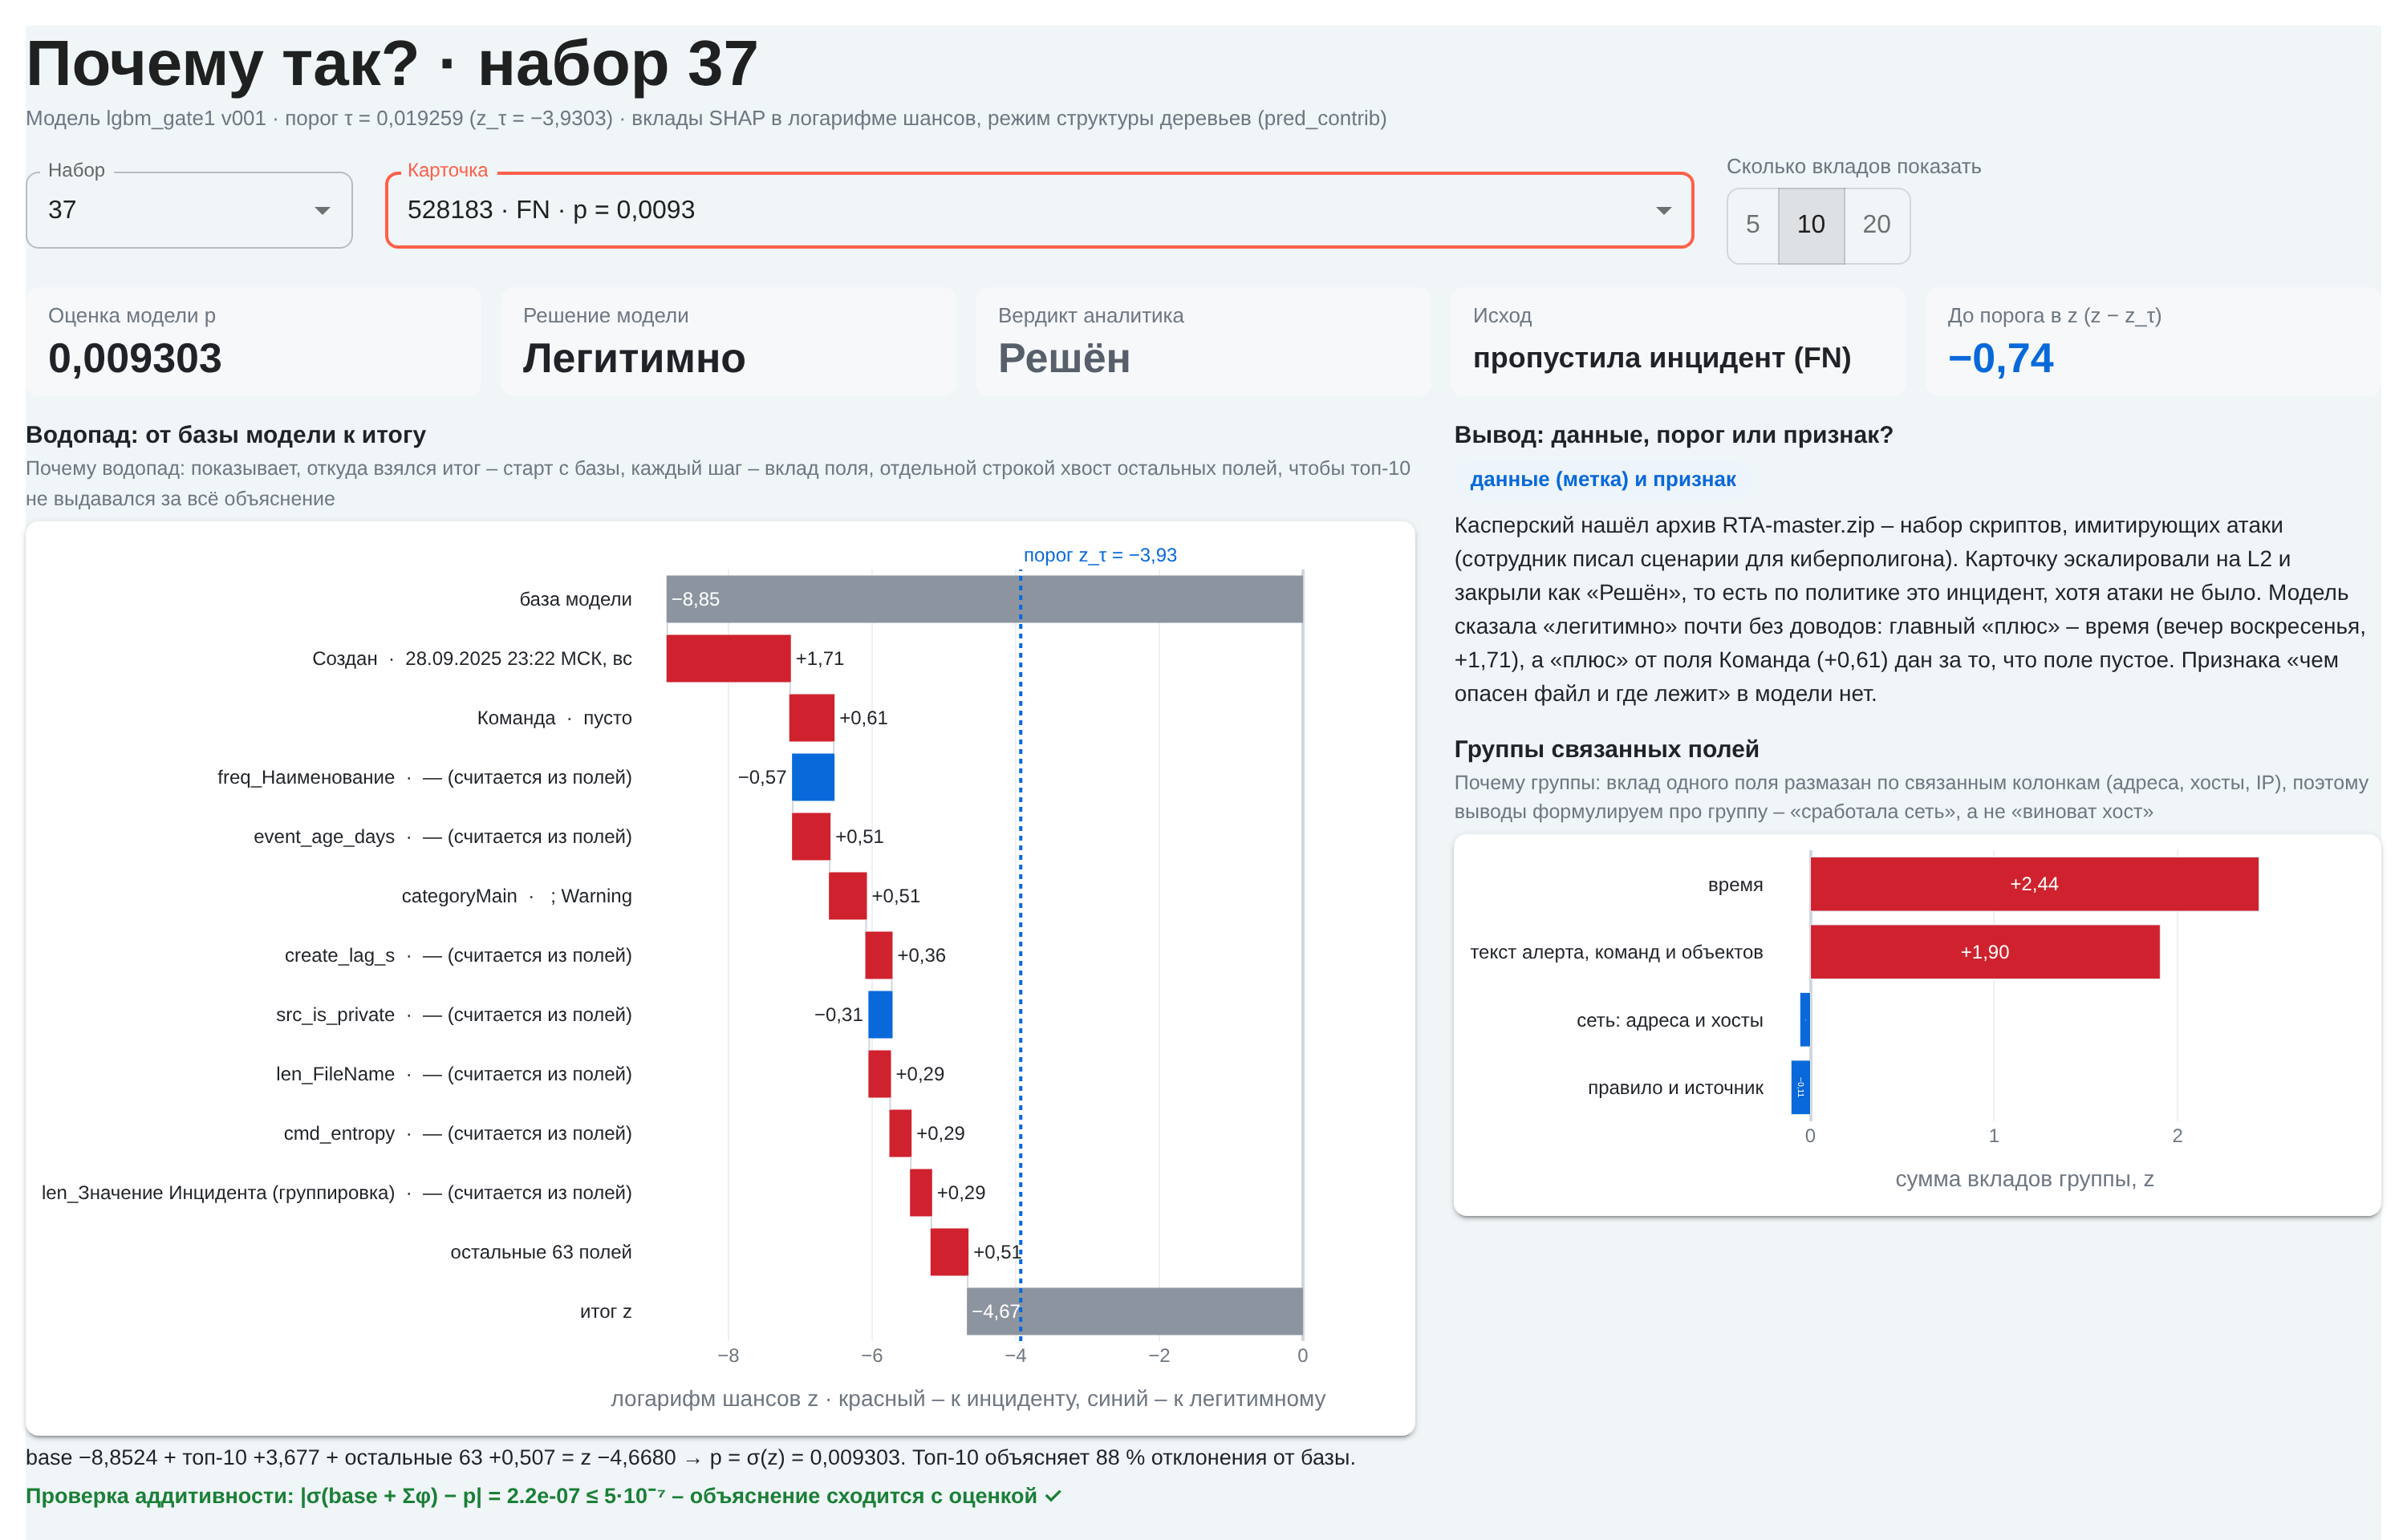 Почему так? · набор 37
Модель lgbm_gate1 v001 · порог τ = 0,019259 (z_τ = −3,9303) · вклады SHAP в логарифме шансов, режим структуры деревьев (pred_contrib)
Набор
37
Карточка
528183 · FN · p = 0,0093
Сколько вкладов показать
5 10 20
Оценка модели p
0,009303
Решение модели
Легитимно
Вердикт аналитика
Решён
Исход
пропустила инцидент (FN)
До порога в z (z − z_τ)
−0,74
Водопад: от базы модели к итогу
Почему водопад: показывает, откуда взялся итог – старт с базы, каждый шаг – вклад поля, отдельной строкой хвост остальных полей, чтобы топ-10
не выдавался за всё объяснение
порог z_τ = −3,93
база модели −8,85
Создан · 28.09.2025 23:22 МСК, вс +1,71
Команда · пусто +0,61
freq_Наименование · — (считается из полей) −0,57
event_age_days · — (считается из полей) +0,51
categoryMain · ; Warning +0,51
create_lag_s · — (считается из полей) +0,36
src_is_private · — (считается из полей) −0,31
len_FileName · — (считается из полей) +0,29
cmd_entropy · — (считается из полей) +0,29
len_Значение Инцидента (группировка) · — (считается из полей) +0,29
остальные 63 полей +0,51
итог z −4,67
−8 −6 −4 −2 0
логарифм шансов z · красный – к инциденту, синий – к легитимному
base −8,8524 + топ-10 +3,677 + остальные 63 +0,507 = z −4,6680 → p = σ(z) = 0,009303. Топ-10 объясняет 88 % отклонения от базы.
Проверка аддитивности: |σ(base + Σφ) − p| = 2.2e-07 ≤ 5·10⁻⁷ – объяснение сходится с оценкой ✓
Вывод: данные, порог или признак?
данные (метка) и признак
Касперский нашёл архив RTA-master.zip – набор скриптов, имитирующих атаки
(сотрудник писал сценарии для киберполигона). Карточку эскалировали на L2 и
закрыли как «Решён», то есть по политике это инцидент, хотя атаки не было. Модель
сказала «легитимно» почти без доводов: главный «плюс» – время (вечер воскресенья,
+1,71), а «плюс» от поля Команда (+0,61) дан за то, что поле пустое. Признака «чем
опасен файл и где лежит» в модели нет.
Группы связанных полей
Почему группы: вклад одного поля размазан по связанным колонкам (адреса, хосты, IP), поэтому
выводы формулируем про группу – «сработала сеть», а не «виноват хост»
время +2,44
текст алерта, команд и объектов +1,90
сеть: адреса и хосты
правило и источник −0,11
0 1 2
сумма вкладов группы, z